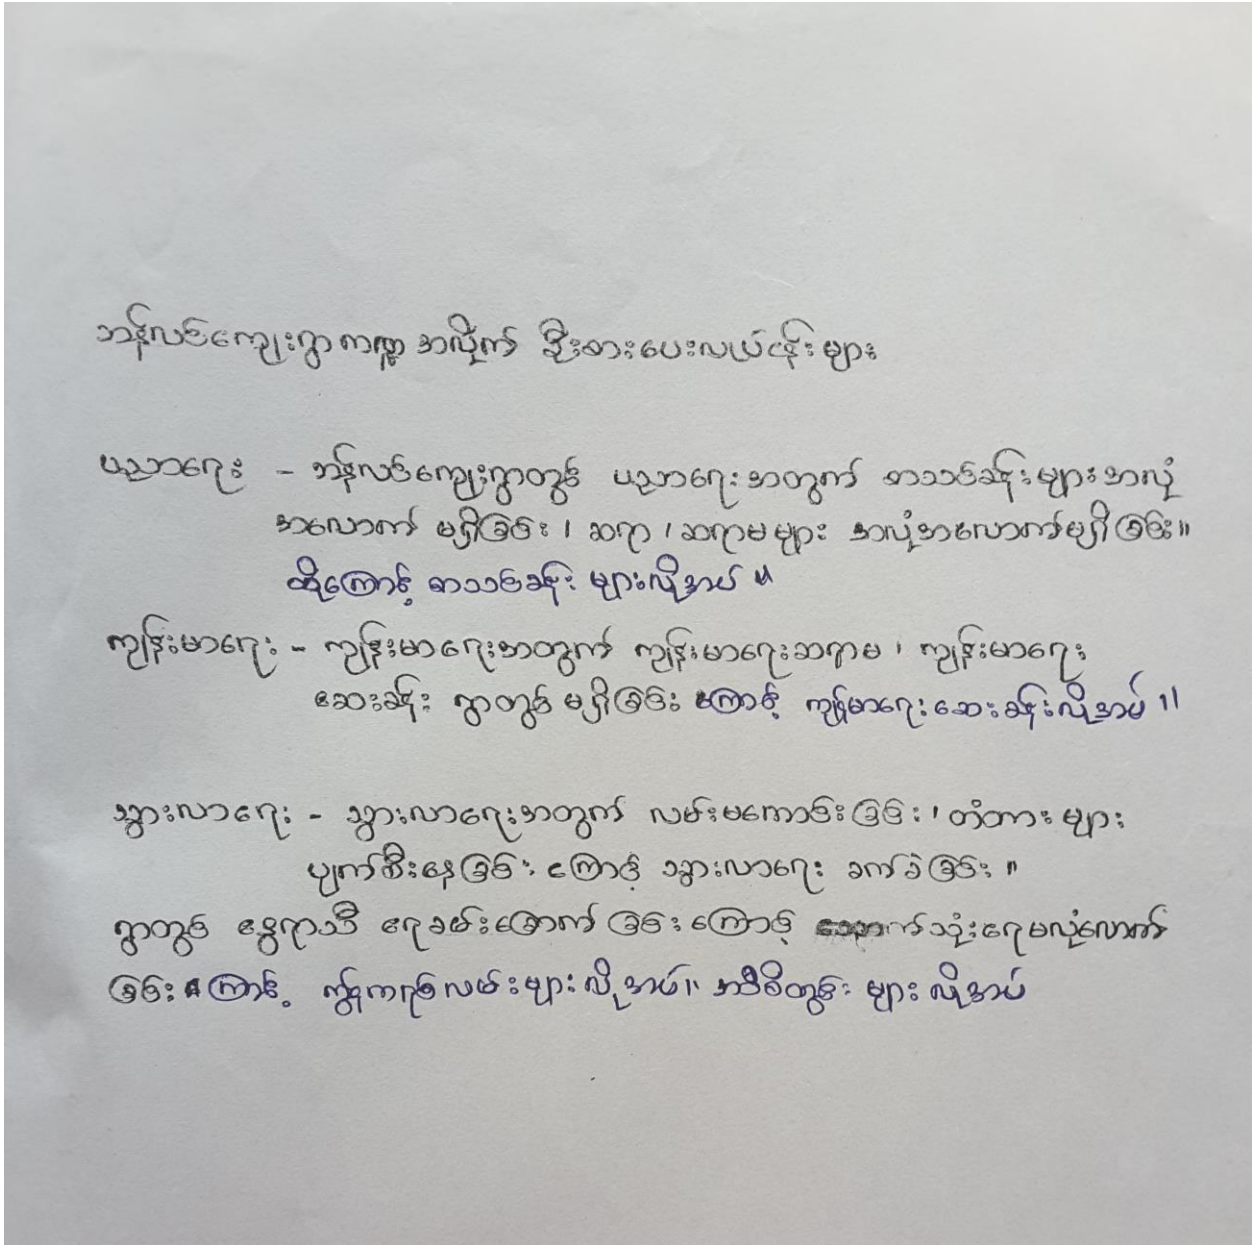 ဘန်လင်ကျေးရွာ ကဏ္ဍ အလိုက် ဦးစားပေးလုပ်ငန်းများ
ပညာရေး - ဘန်လင်ကျေးရွာတွင် ပညာရေး အတွက် စာသင်ခန်းများ အလုံ
အလောက် မရှိခြင်း ၊ ဆရာ ၊ ဆရာမများ အလုံအလောက်မရှိခြင်း။
ထို့ကြောင့် စာသင်ခန်း များလိုအပ် ။
ကျန်းမာရေး - ကျန်းမာရေးအတွက် ကျန်းမာရေးဆရာမ ၊ ကျန်းမာရေး
ဆေးခန်း ရွာတွင် မရှိခြင်း ကြောင့် ကျန်မာရေးဆေးခန်းလိုအပ် ။
သွားလာရေး - သွားလာရေးအတွက် လမ်းမကောင်းခြင်း ၊ တံတား များ
ပျက်စီးနေခြင်း ကြောင့် သွားလာရေး ခက်ခဲခြင်း ။
ရွာတွင် နွေရာသီ ရေခမ်းခြောက် ခြင်းကြောင့် သောက်သုံးရေမလုံလောက်
ခြင်း ကြောင့် ကွန်ကရစ်လမ်းများလိုအပ်။ အဝီစိတွင်း များ လိုအပ်